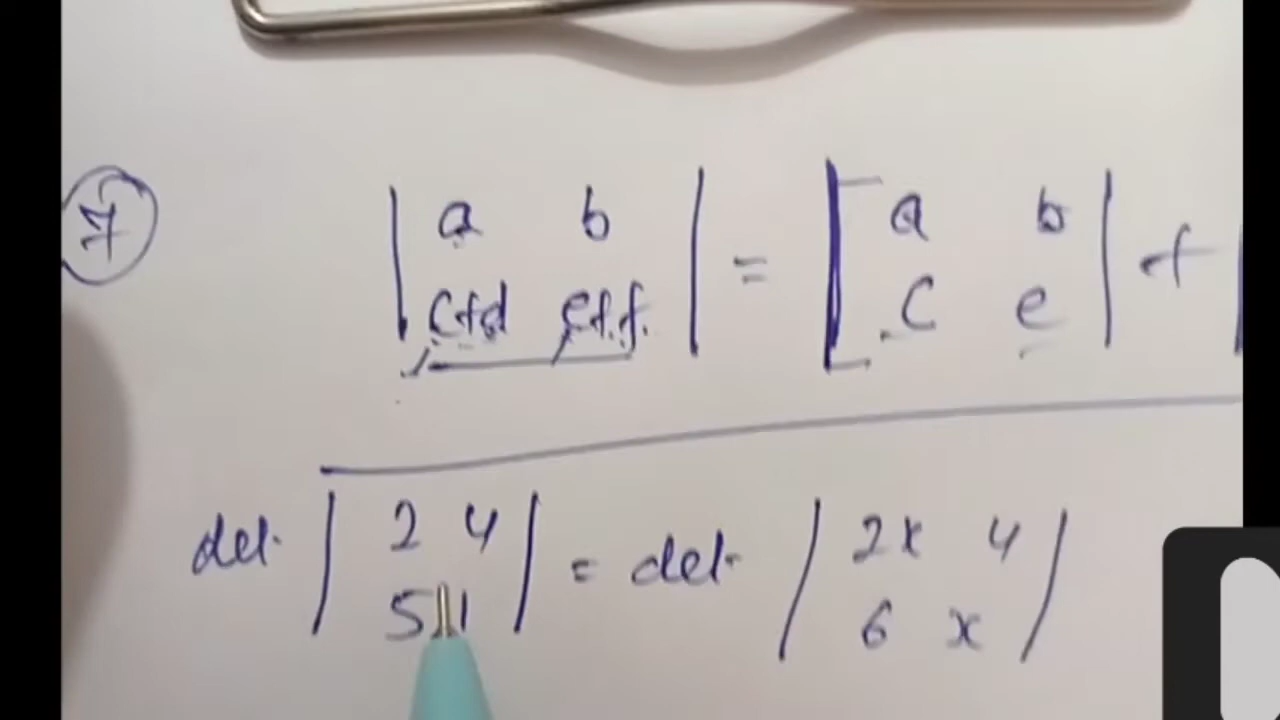 7
| a b | = [ a b | +
| c+d e+f. | [ c e |
det. | 2 4 | = det. | 2x 4 |
| 5 1 | | 6 x |